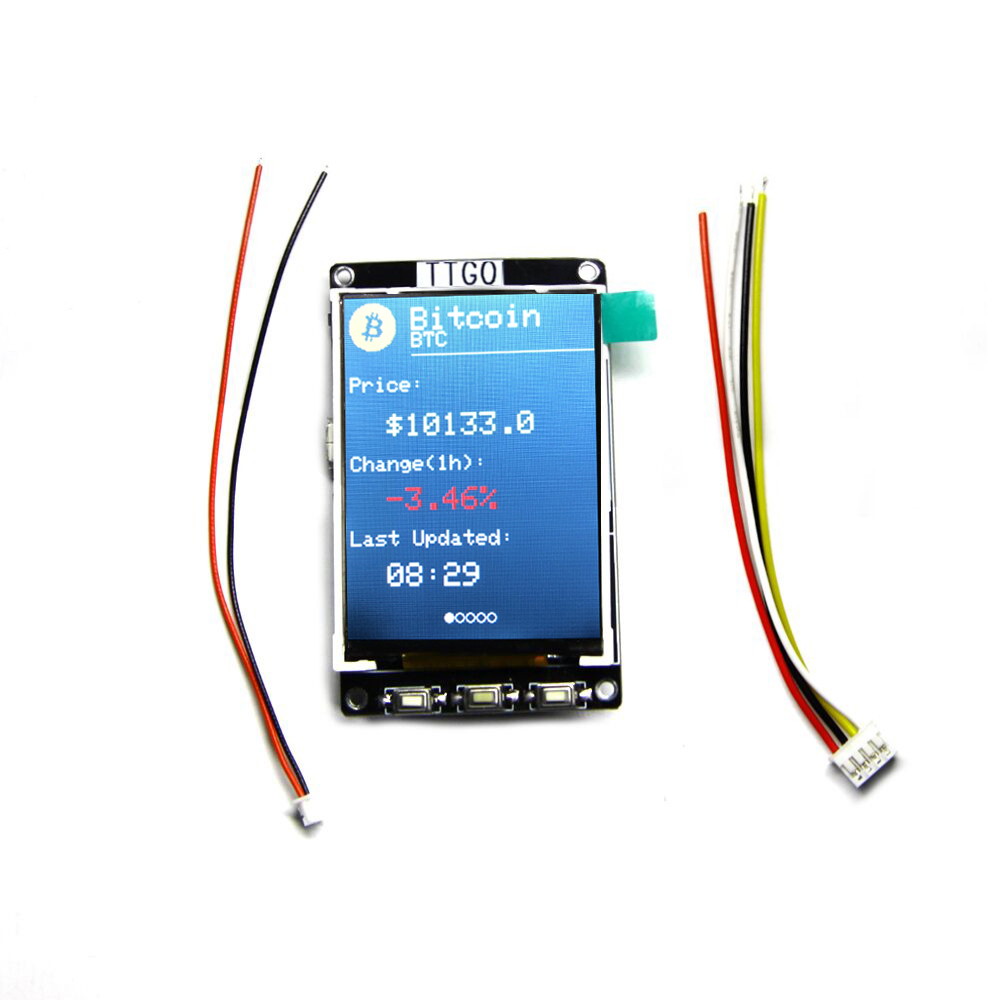 TTGO
Bitcoin
BTC
Price:
$10133.0
Change(1h):
-3.46%
Last Updated:
08:29